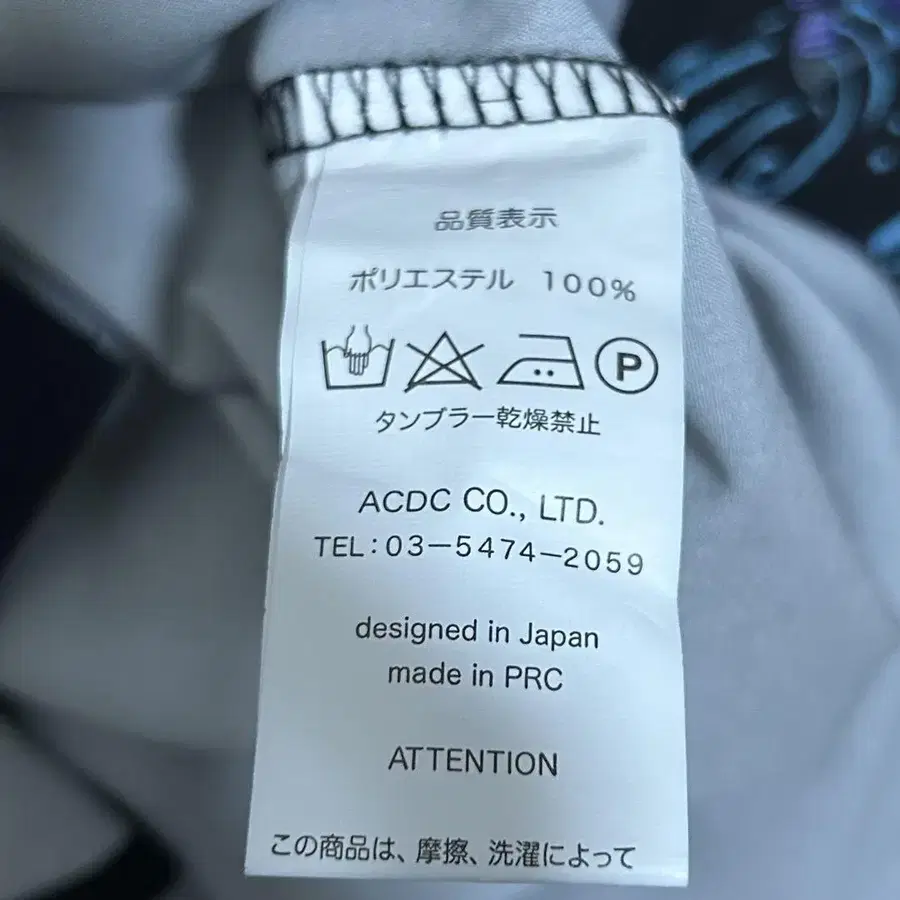 品質表示
ポリエステル 100%
P
タンブラー乾燥禁止
ACDC CO., LTD.
TEL:03-5474-2059
designed in Japan
made in PRC
ATTENTION
この商品は、摩擦、洗濯によって